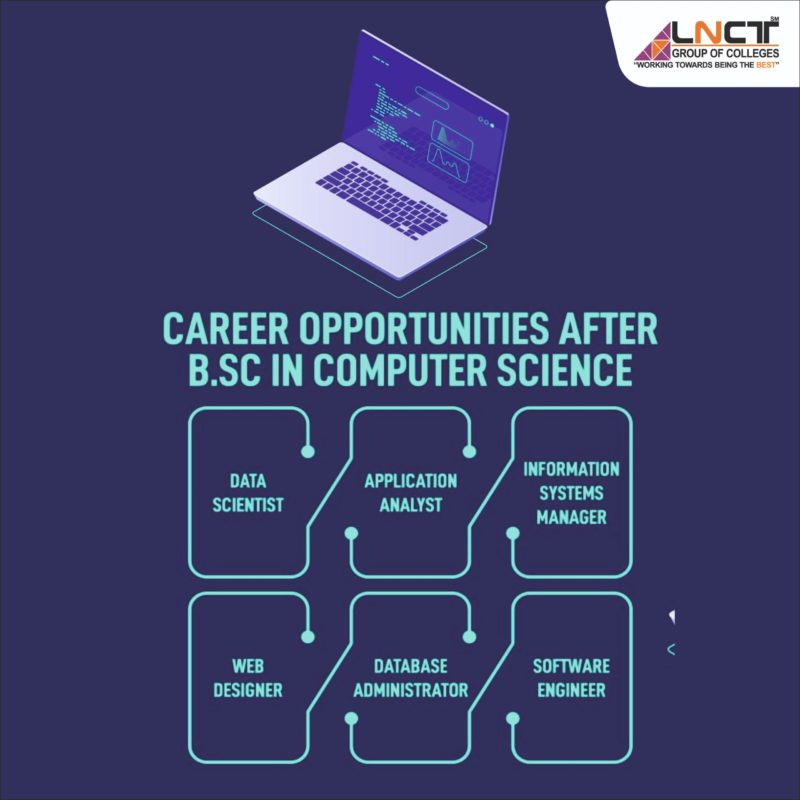 LNCT SM
GROUP OF COLLEGES
"WORKING TOWARDS BEING THE BEST"
CAREER OPPORTUNITIES AFTER
B.SC IN COMPUTER SCIENCE
DATA
SCIENTIST
APPLICATION
ANALYST
INFORMATION
SYSTEMS
MANAGER
WEB
DESIGNER
DATABASE
ADMINISTRATOR
SOFTWARE
ENGINEER